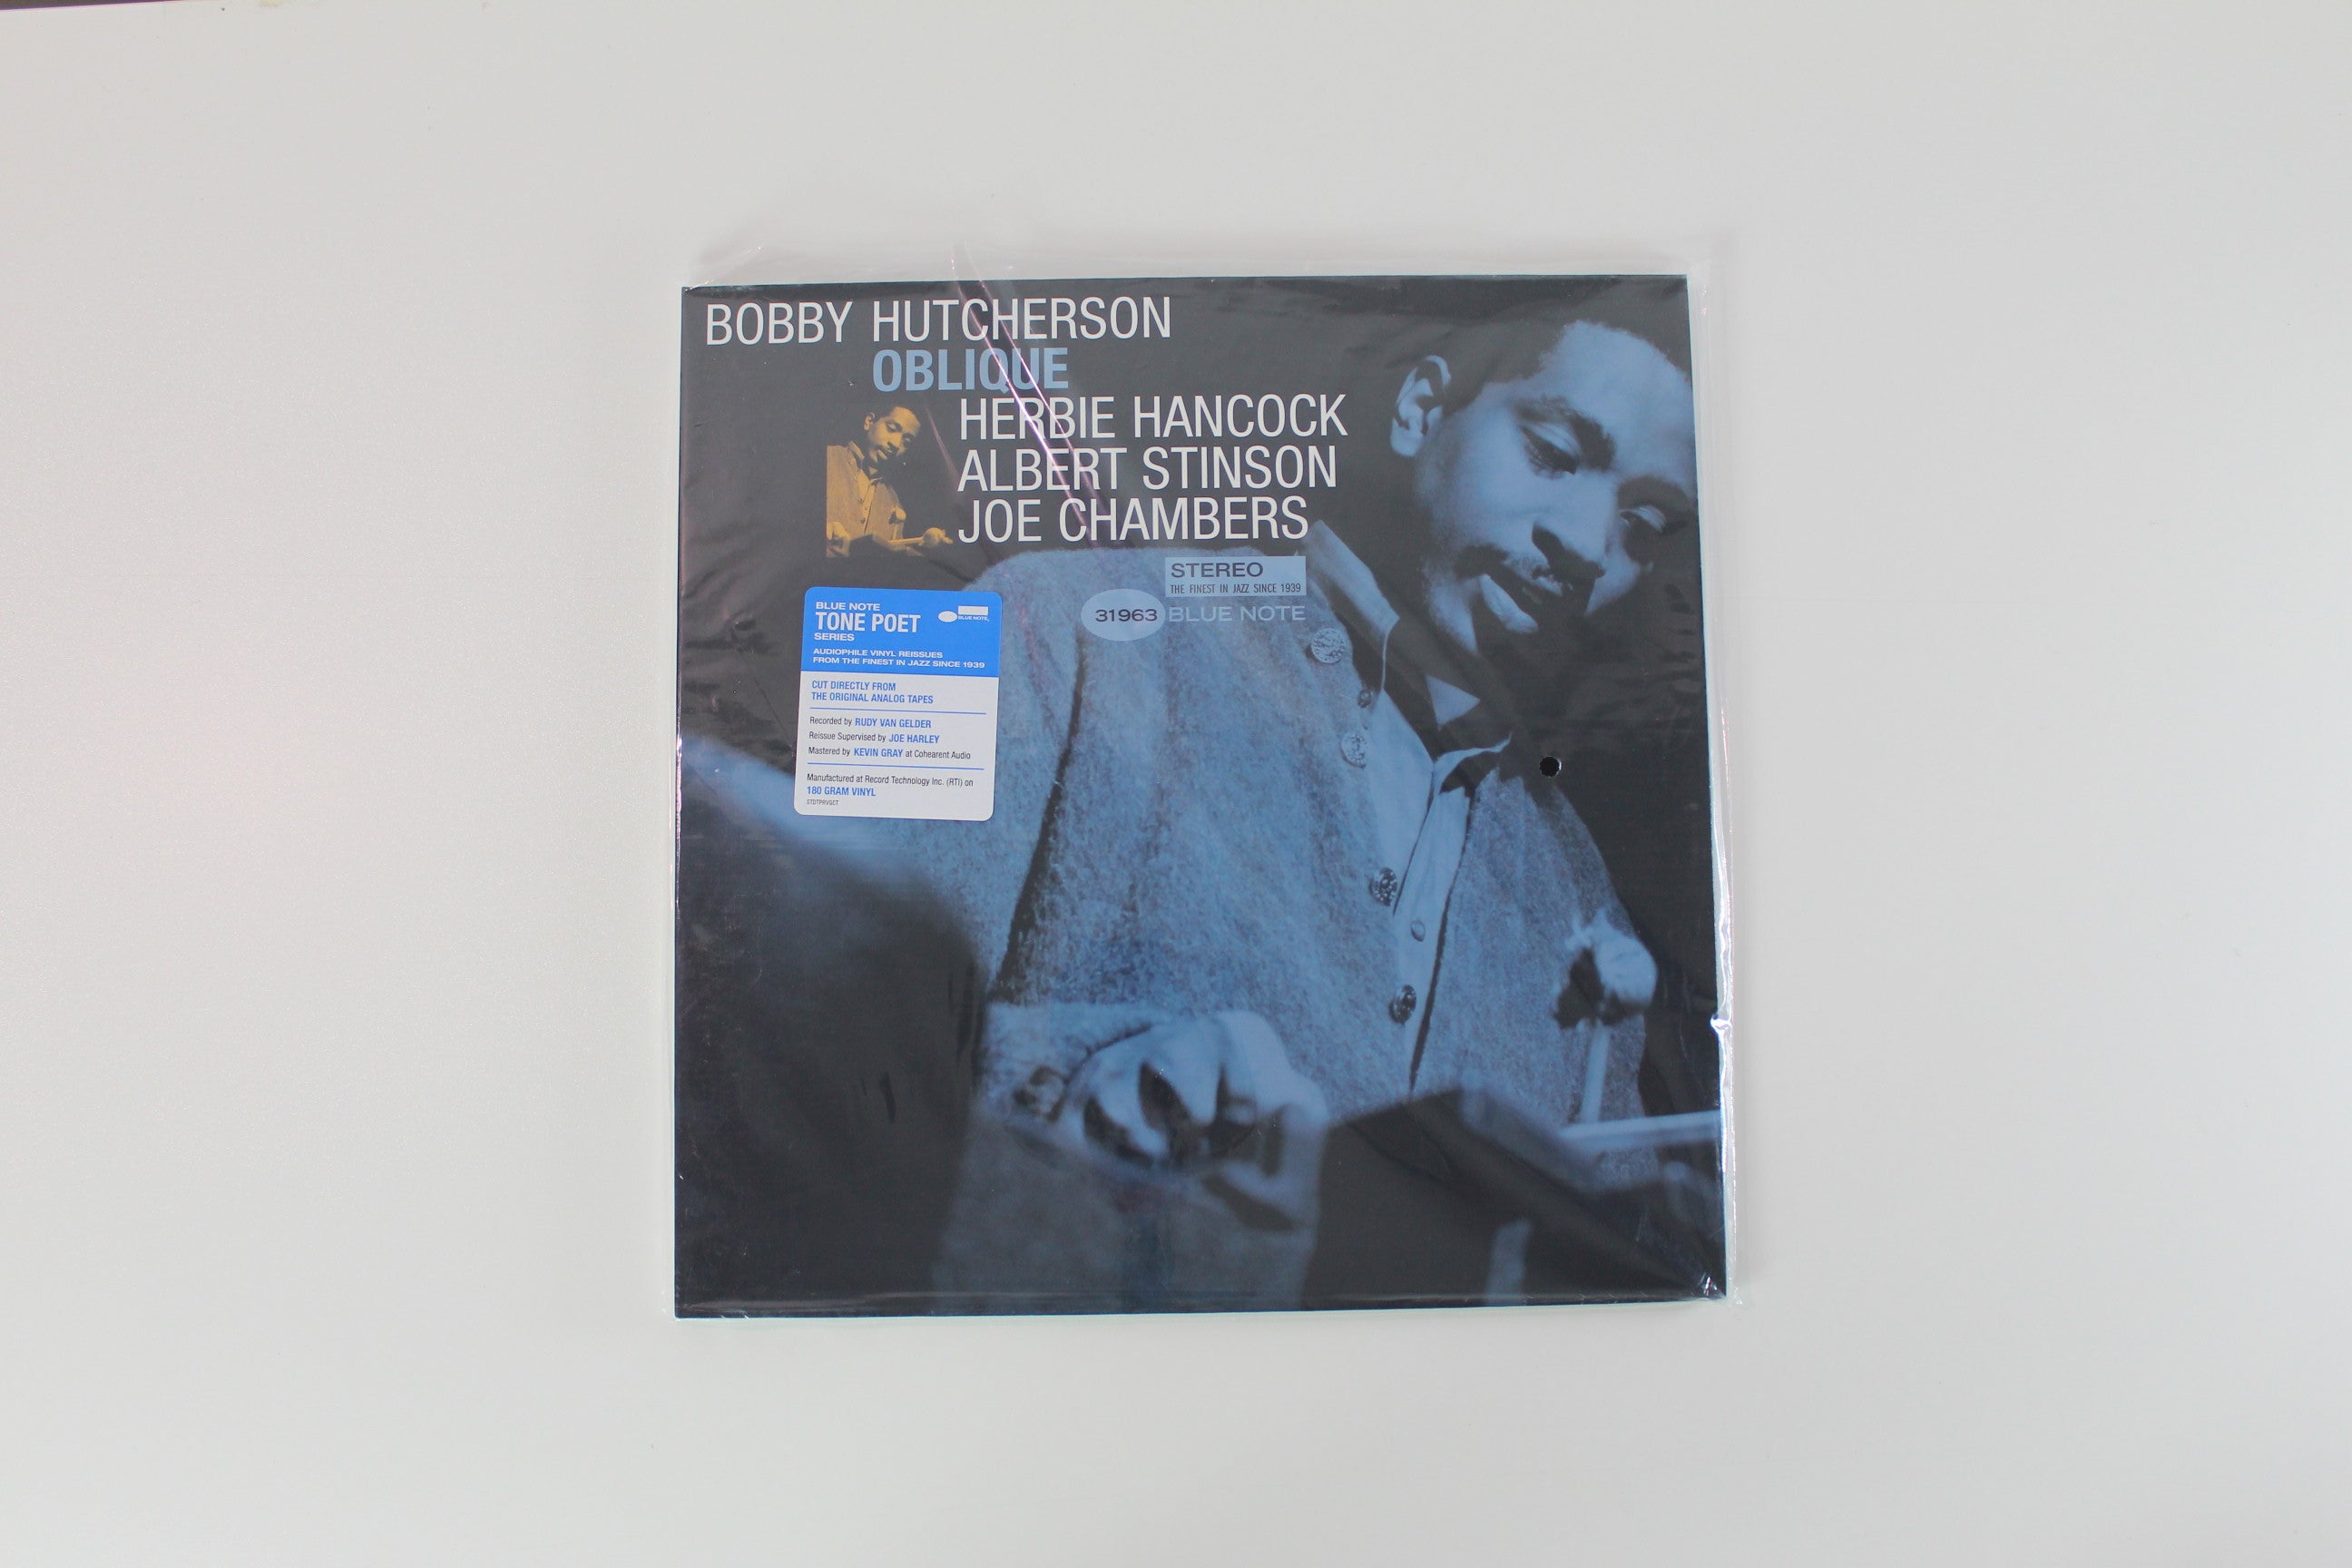 BOBBY HUTCHERSON
OBLIQUE
HERBIE HANCOCK
ALBERT STINSON
JOE CHAMBERS
STEREO
THE FINEST IN JAZZ SINCE 1939
31963 BLUE NOTE
BLUE NOTE
TONE POET
SERIES
BLUE NOTE
AUDIOPHILE VINYL REISSUES
FROM THE FINEST IN JAZZ SINCE 1939
CUT DIRECTLY FROM
THE ORIGINAL ANALOG TAPES
Recorded by RUDY VAN GELDER
Reissue Supervised by JOE HARLEY
Mastered by KEVIN GRAY at Cohearent Audio
Manufactured at Record Technology Inc. (RTI) on
180 GRAM VINYL